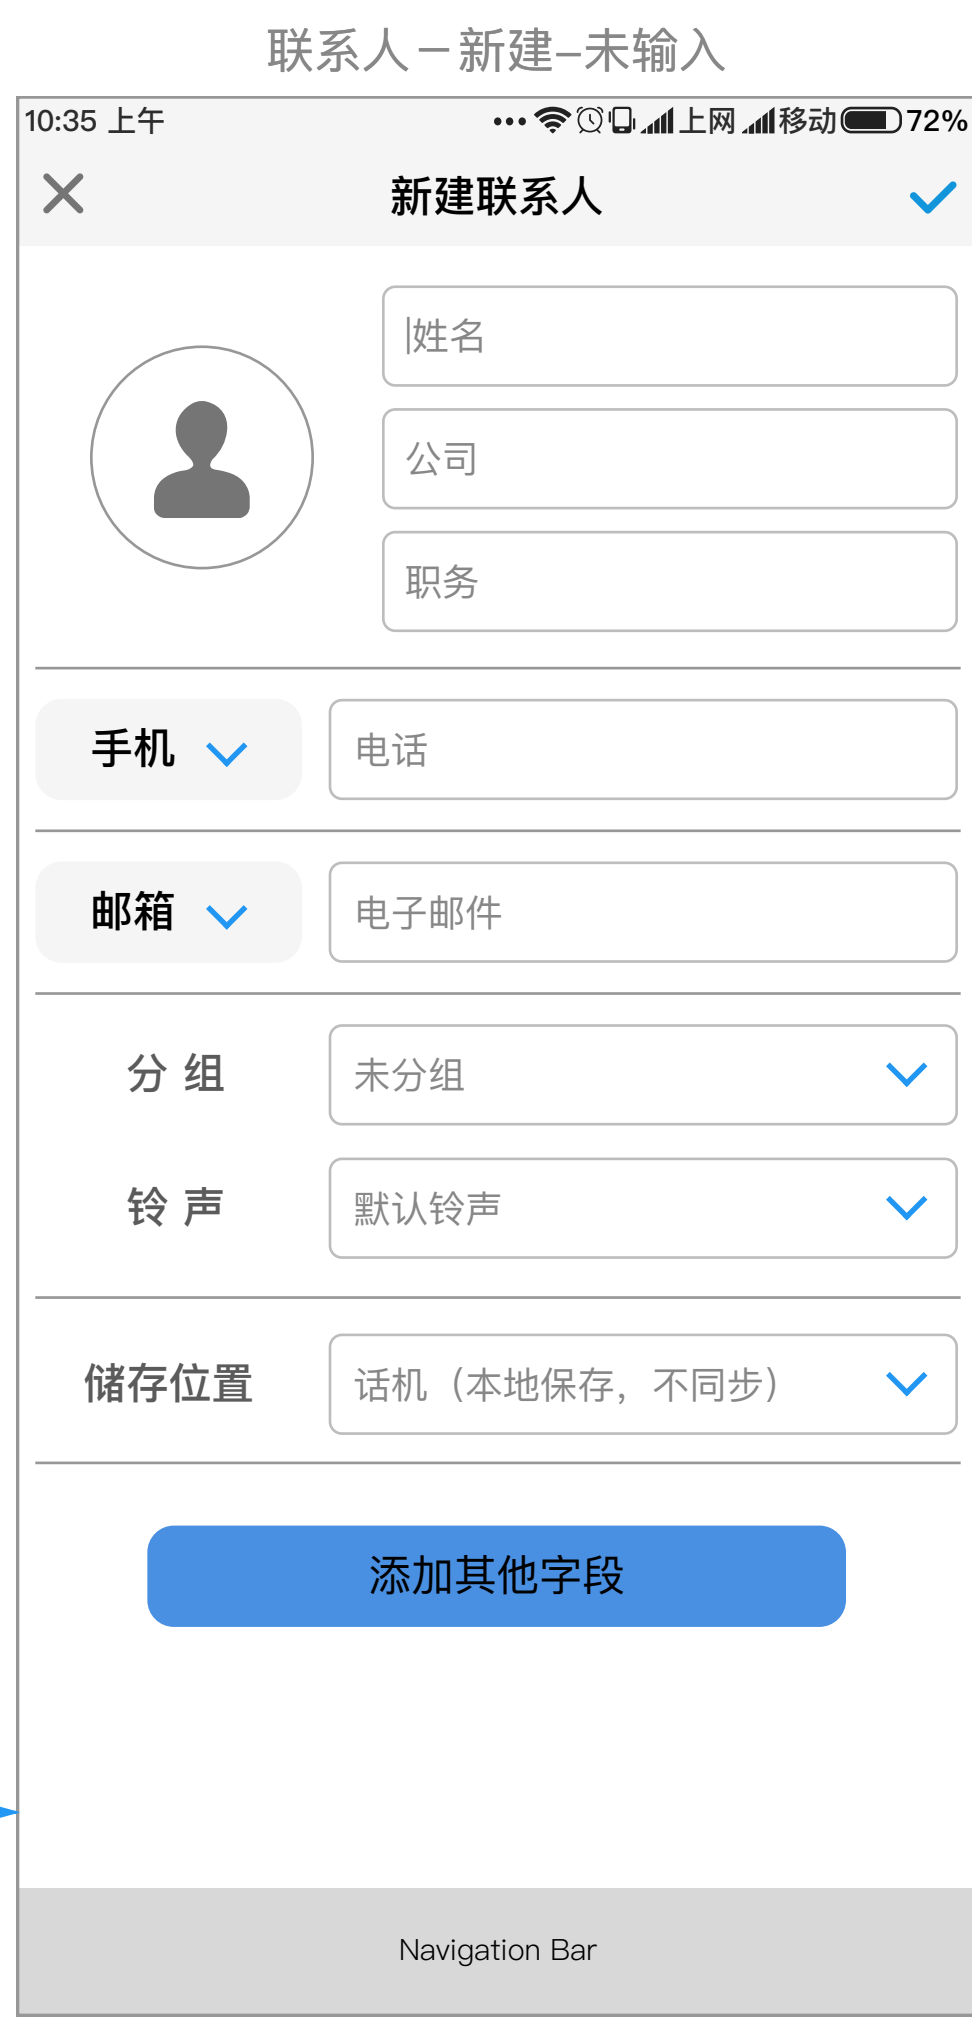 联系人－新建–未输入
10:35 上午 上网 移动 72%
新建联系人
姓名
公司
职务
手机 电话
邮箱 电子邮件
分 组 未分组
铃 声 默认铃声
储存位置 话机（本地保存，不同步）
添加其他字段
Navigation Bar